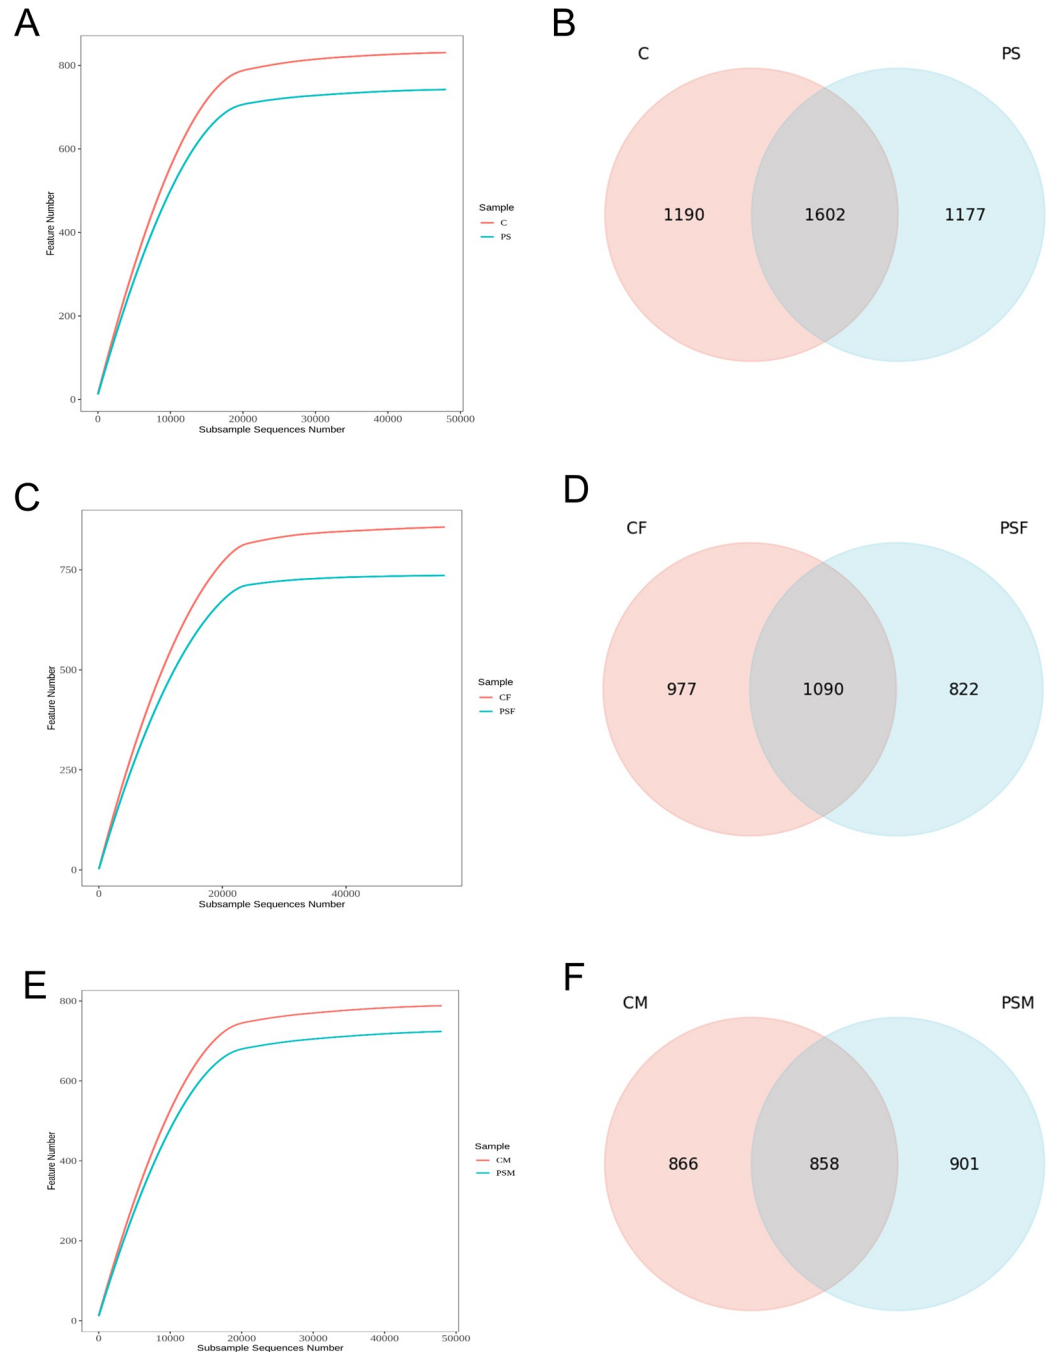 A
800
600
400
200
0
Feature Number
0 10000 20000 30000 40000 50000
Subsample Sequences Number
Sample
C
PS
B
C PS
1190 1602 1177
C
750
500
250
0
Feature Number
0 20000 40000
Subsample Sequences Number
Sample
CF
PSF
D
CF PSF
977 1090 822
E
800
600
400
200
0
Feature Number
0 10000 20000 30000 40000 50000
Subsample Sequences Number
Sample
CM
PSM
F
CM PSM
866 858 901